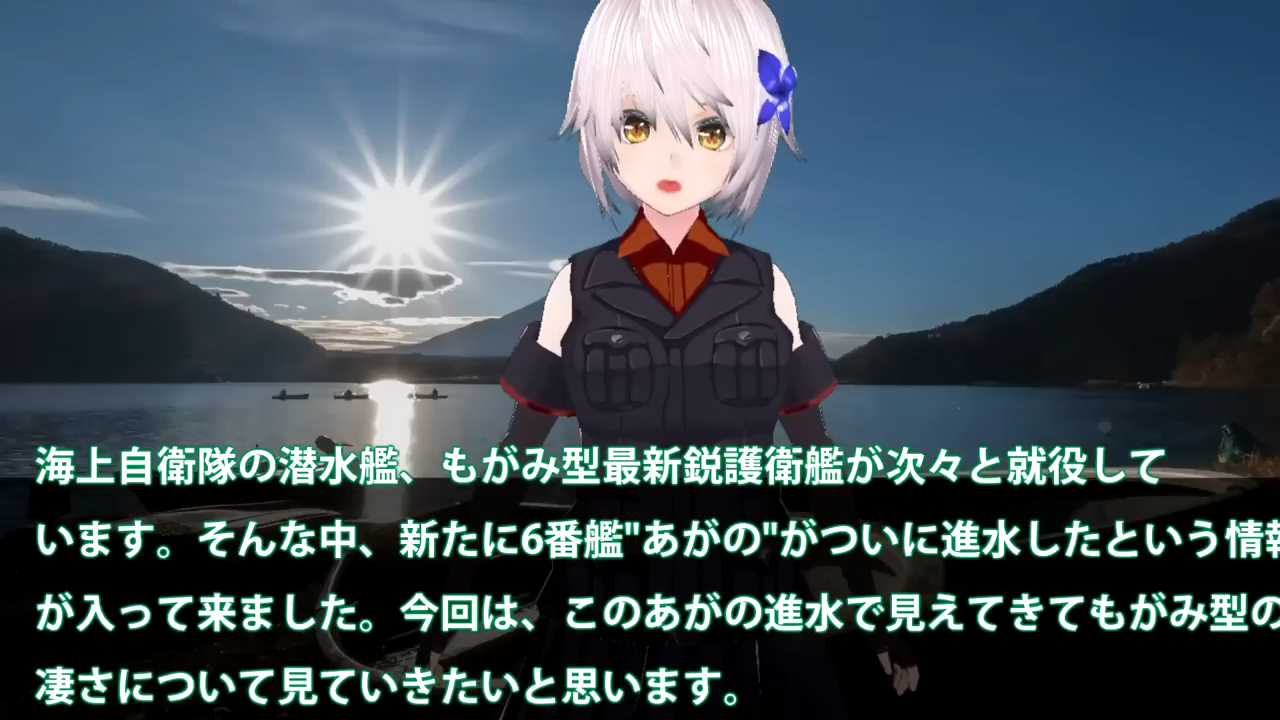 海上自衛隊の潜水艦、もがみ型最新鋭護衛艦が次々と就役して
います。そんな中、新たに6番艦"あがの"がついに進水したという情報
が入って来ました。今回は、このあがの進水で見えてきてもがみ型の
凄さについて見ていきたいと思います。